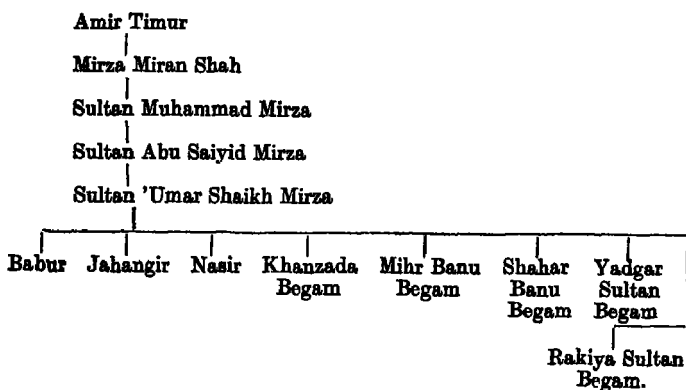 Amir Timur
Mirza Miran Shah
Sultan Muhammad Mirza
Sultan Abu Saiyid Mirza
Sultan 'Umar Shaikh Mirza
Babur Jahangir Nasir Khanzada Mihr Banu Shahar Yadgar
Begam Begam Banu Sultan
Begam Begam
Rakiya Sultan
Begam.